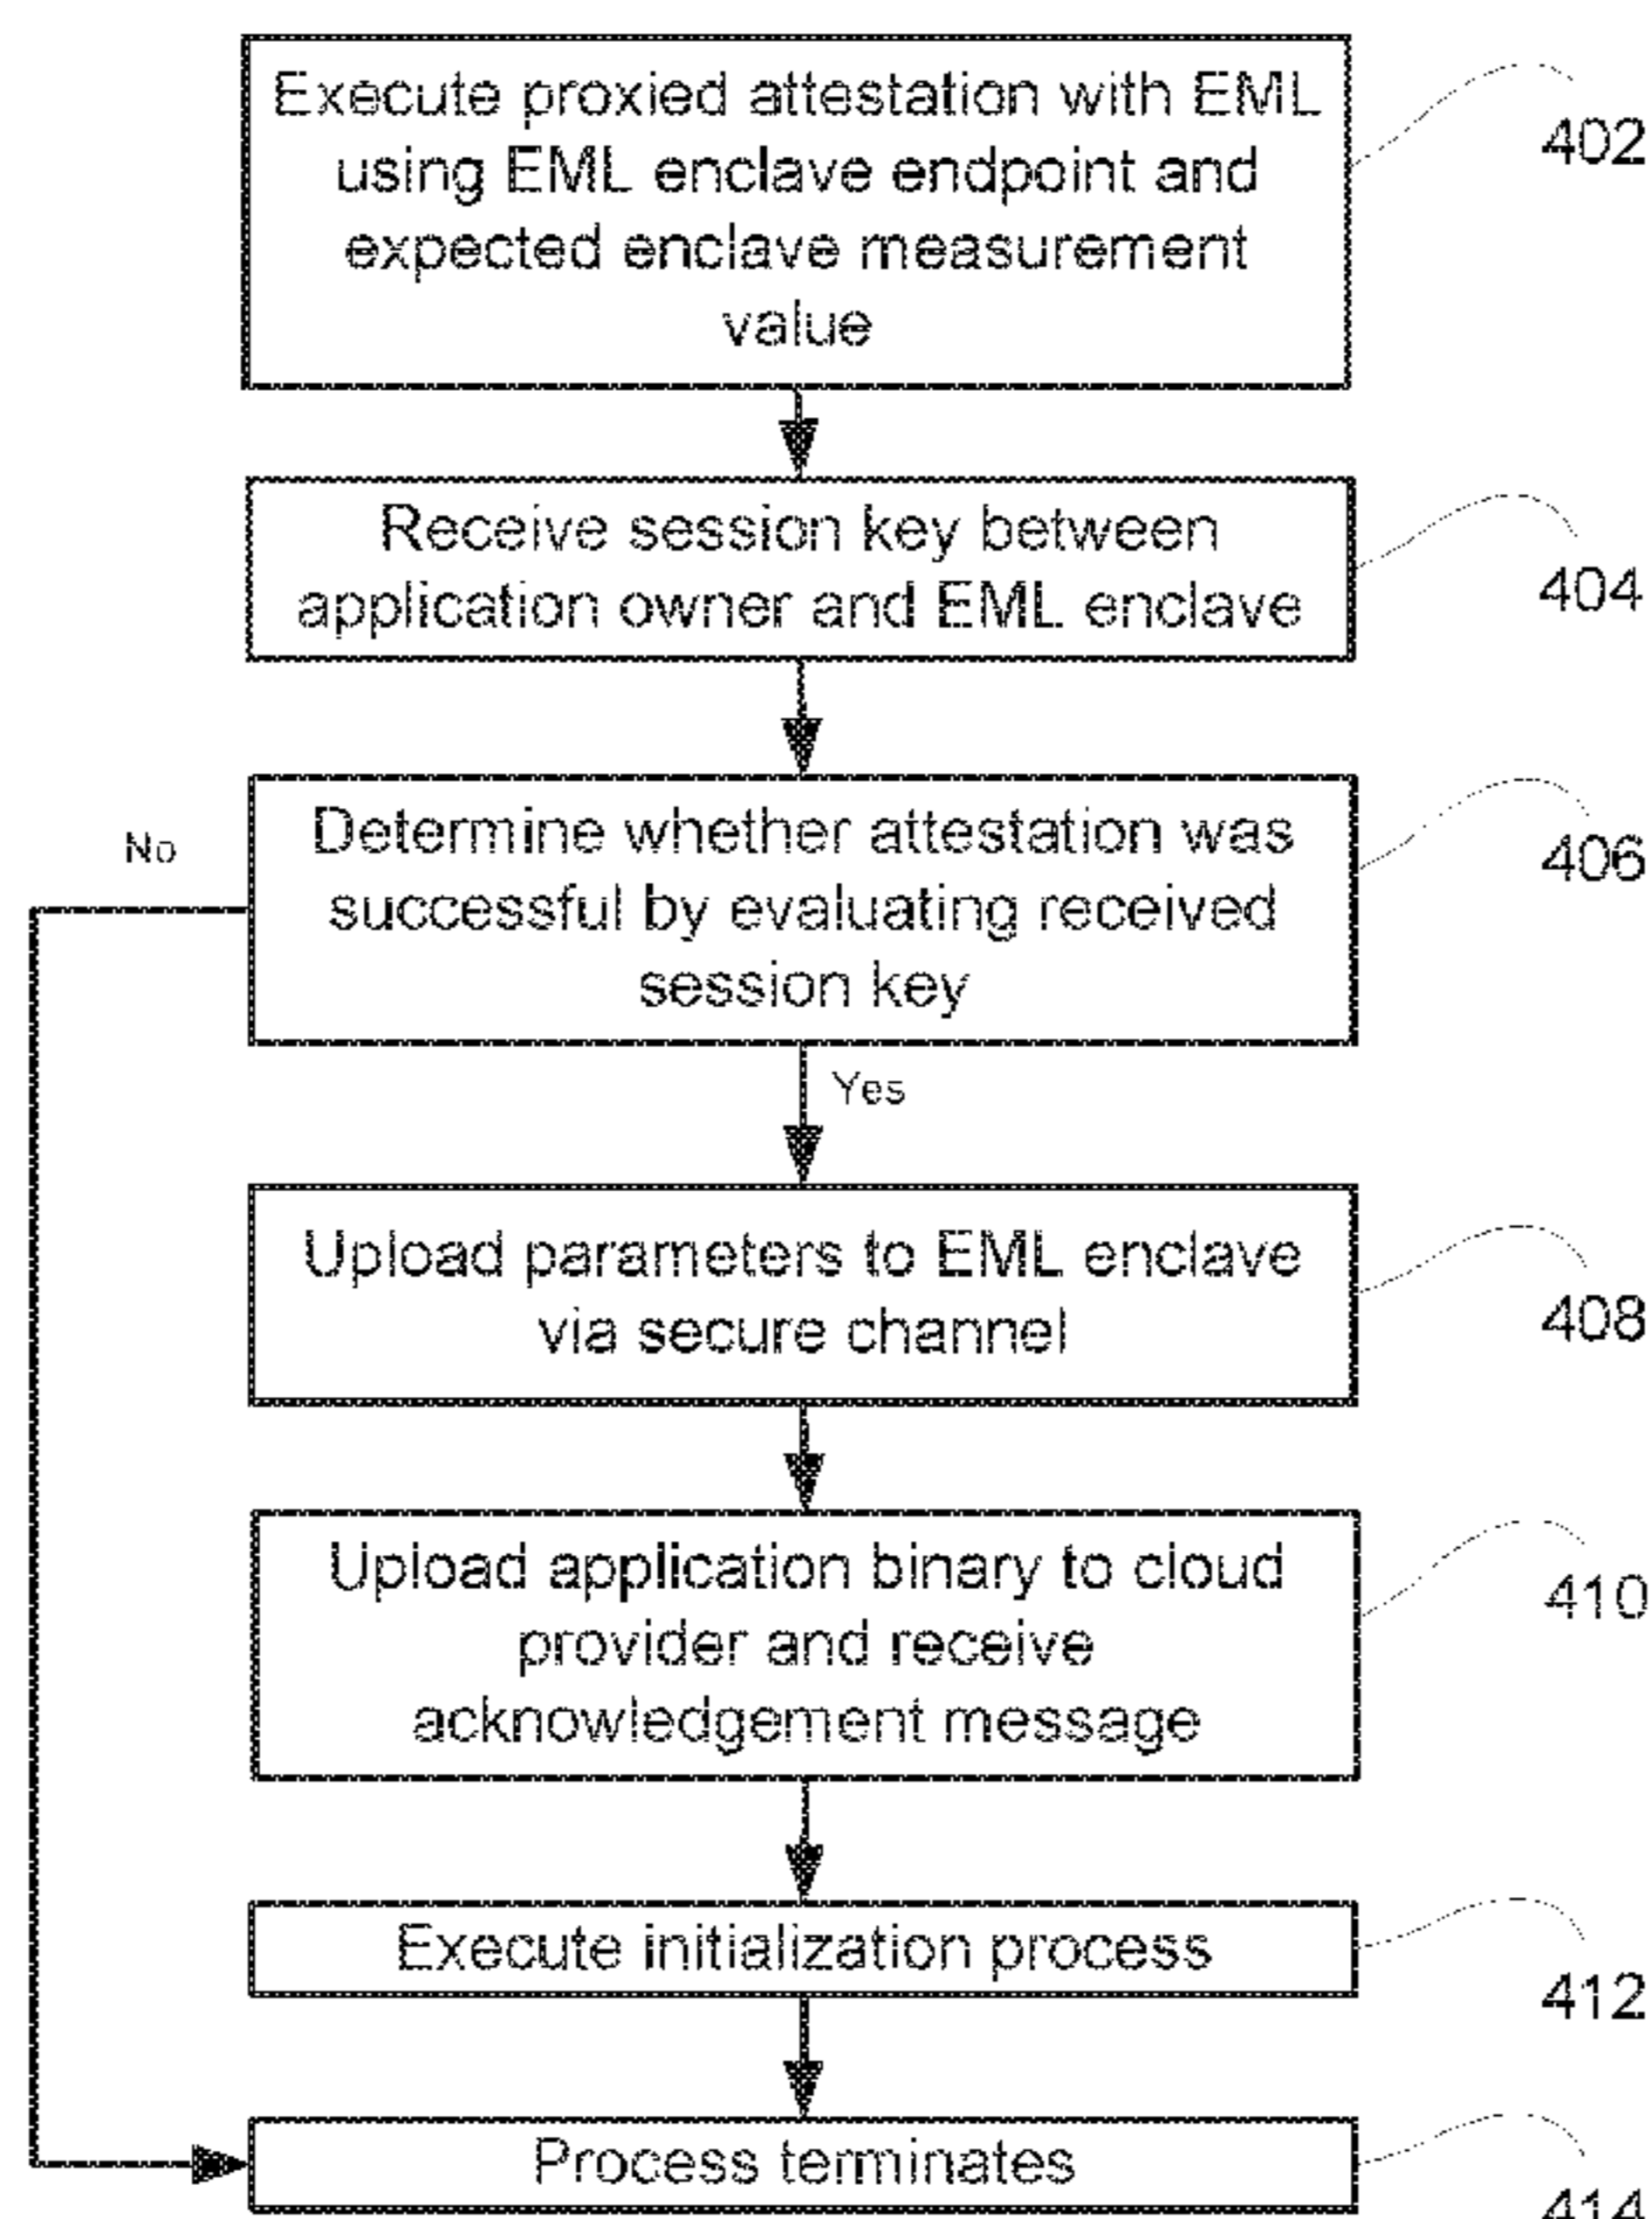 Execute proxied attestation with EML
using EML enclave endpoint and
expected enclave measurement
value
402
Receive session key between
application owner and EML enclave
404
No
Determine whether attestation was
successful by evaluating received
session key
406
Yes
Upload parameters to EML enclave
via secure channel
408
Upload application binary to cloud
provider and receive
acknowledgement message
410
Execute initialization process
412
Process terminates
414